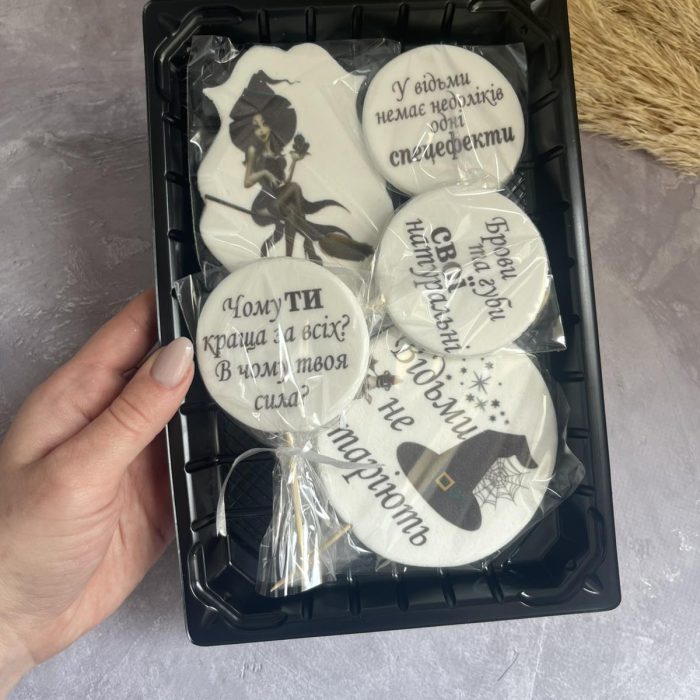 У відьми
немає недоліків
одні
спецефекти
Брови
та губи
СВОЇ
натуральні
Чому ТИ
краща за всіх?
В чому твоя
сила?
Відьми
не
таріють